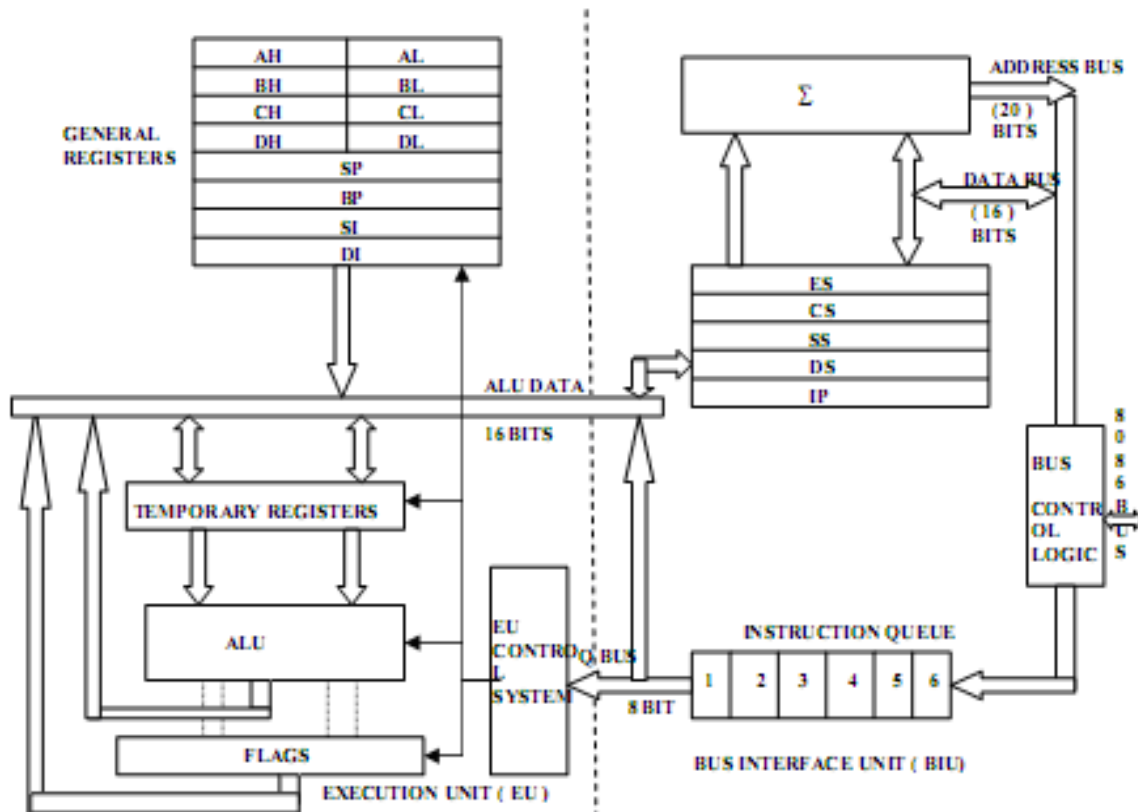 AH AL
BH BL
CH CL
DH DL
SP
BP
SI
DI
GENERAL
REGISTERS
Σ
ADDRESS BUS
(20)
BITS
DATA BUS
(16)
BITS
ES
CS
SS
DS
IP
ALU DATA
16 BITS
TEMPORARY REGISTERS
ALU
FLAGS
EU
CONTRO
L
SYSTEM
EXECUTION UNIT ( EU )
Q BUS
8 BIT
INSTRUCTION QUEUE
1 2 3 4 5 6
BUS INTERFACE UNIT ( BIU)
BUS
CONTR
OL
LOGIC
8
0
8
6
B
U
S